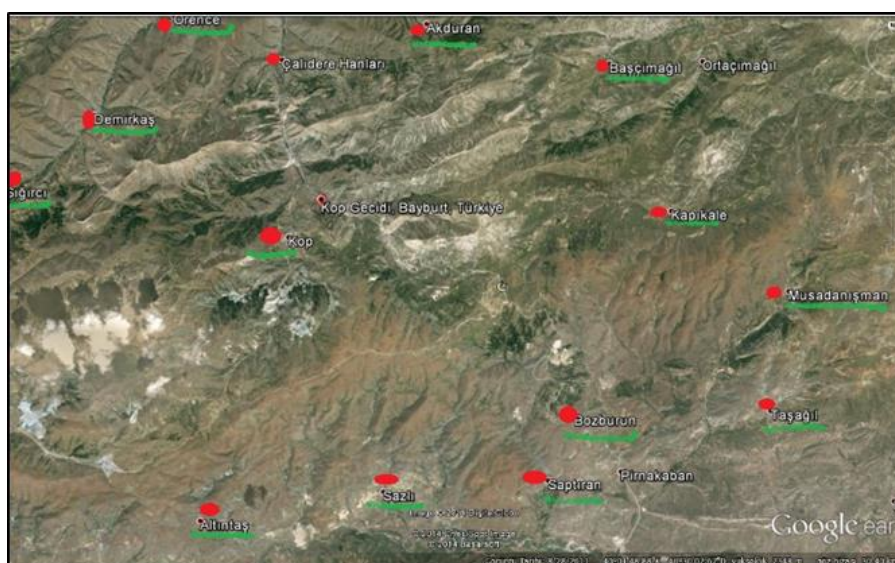 Örence
Akduran
Çalıdere Hanları
Başçımağıl
Ortaçımağıl
Demirkaş
Sığırcı
Kop Geçidi, Bayburt, Türkiye
Kapıkale
Kop
Musadanışman
Bozburun
Taşağıl
Pırnakaban
Saptıran
Sazlı
Altıntaş
Google ear